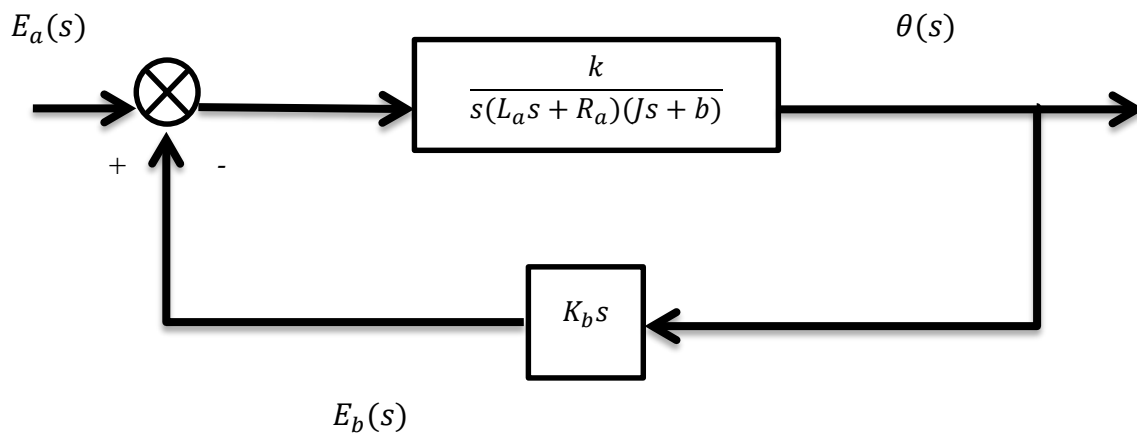 E_a(s)
θ(s)
k
s(L_a s + R_a)(Js + b)
+ -
K_b s
E_b(s)